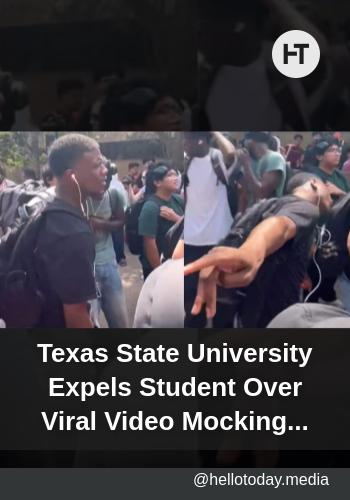 HT
Texas State University
Expels Student Over
Viral Video Mocking...
@hellotoday.media